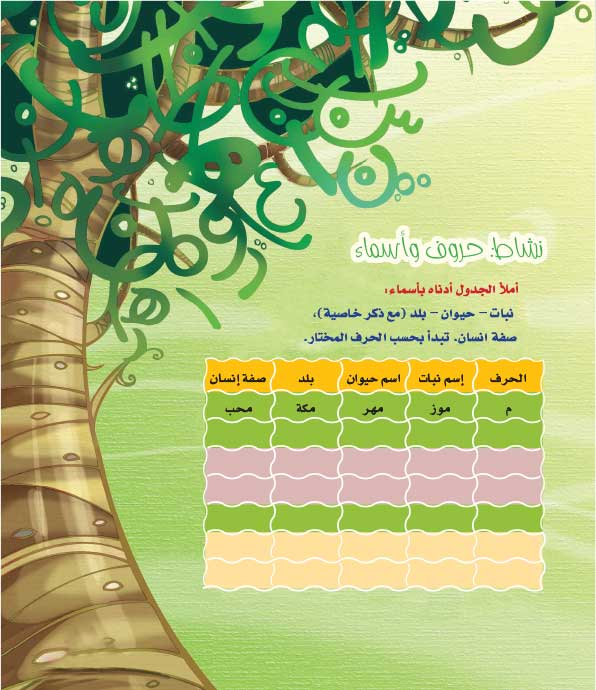 نشاط: حروف وأسماء
أملأ الجدول أدناه بأسماء:
نبات – حيوان – بلد (مع ذكر خاصية)،
صفة انسان. تبدأ بحسب الحرف المختار.
الحرف إسم نبات اسم حيوان بلد صفة إنسان
م موز مهر مكة محب